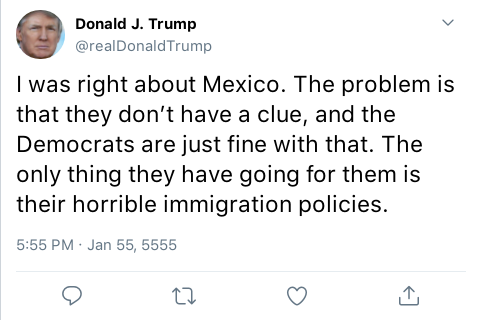 Donald J. Trump
@realDonaldTrump
I was right about Mexico. The problem is
that they don’t have a clue, and the
Democrats are just fine with that. The
only thing they have going for them is
their horrible immigration policies.
5:55 PM · Jan 55, 5555